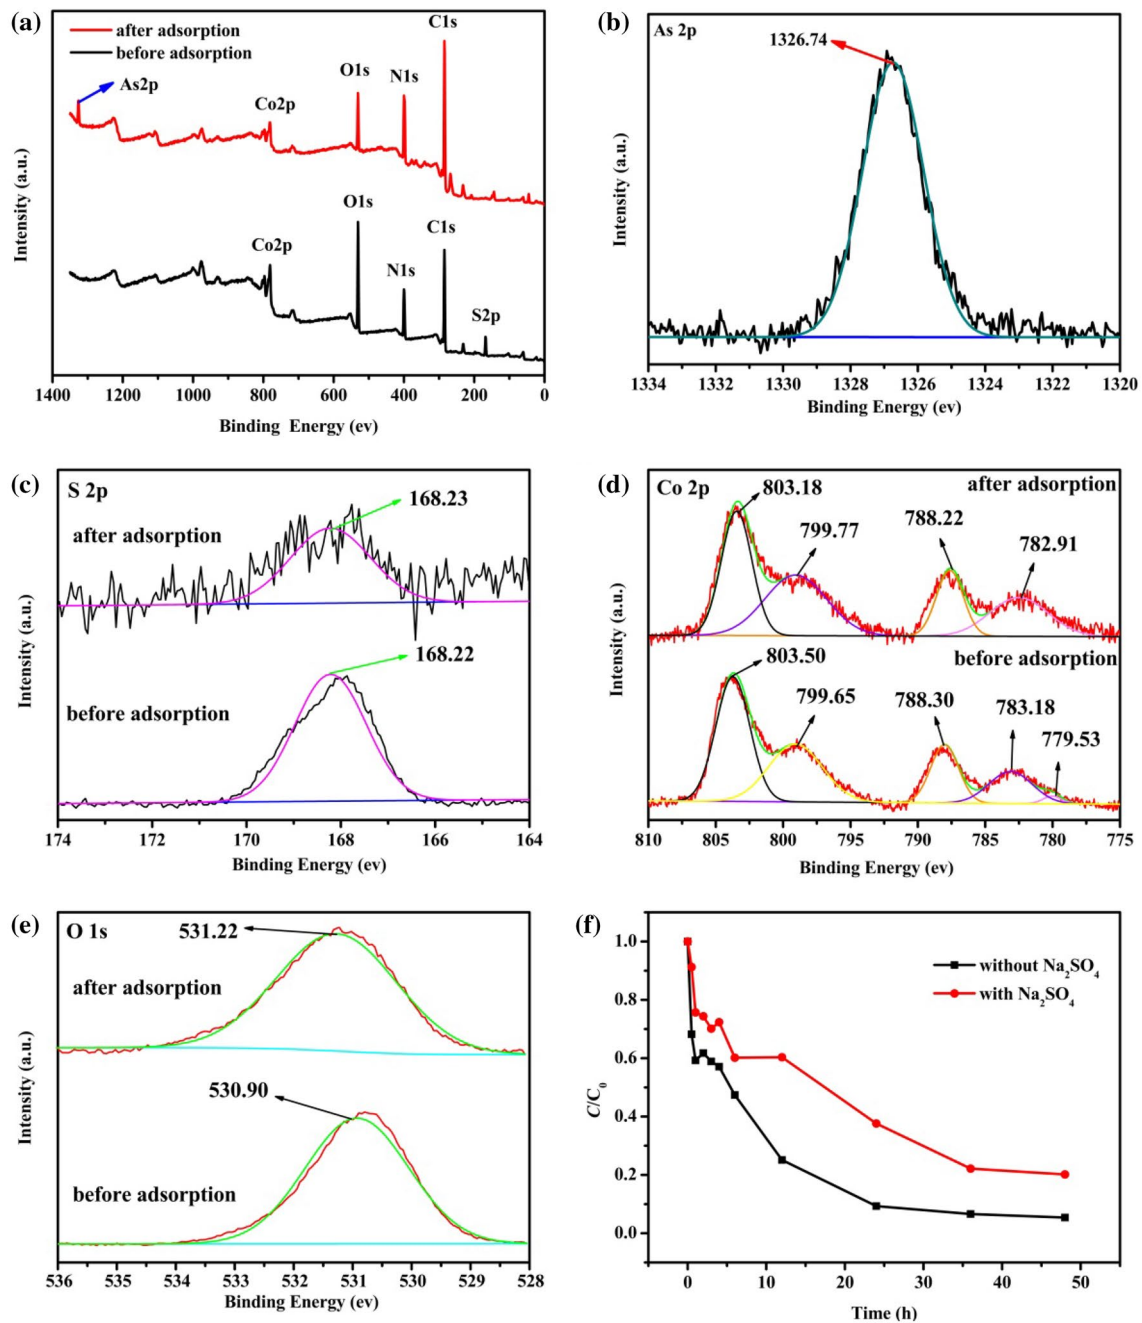 (a)
after adsorption
before adsorption
As2p
Co2p
O1s
N1s
C1s
Co2p
O1s
N1s
C1s
S2p
Intensity (a.u.)
1400 1200 1000 800 600 400 200 0
Binding Energy (ev)
(b)
As 2p
1326.74
Intensity (a.u.)
1334 1332 1330 1328 1326 1324 1322 1320
Binding Energy (ev)
(c)
S 2p
after adsorption
168.23
before adsorption
168.22
Intensity (a.u.)
174 172 170 168 166 164
Binding Energy (ev)
(d)
Co 2p
after adsorption
803.18
799.77
788.22
782.91
before adsorption
803.50
799.65
788.30
783.18
779.53
Intensity (a.u.)
810 805 800 795 790 785 780 775
Binding Energy (ev)
(e)
O 1s
531.22
after adsorption
530.90
before adsorption
Intensity (a.u.)
536 535 534 533 532 531 530 529 528
Binding Energy (ev)
(f)
without Na₂SO₄
with Na₂SO₄
C/C₀
1.0
0.8
0.6
0.4
0.2
0.0
0 10 20 30 40 50
Time (h)